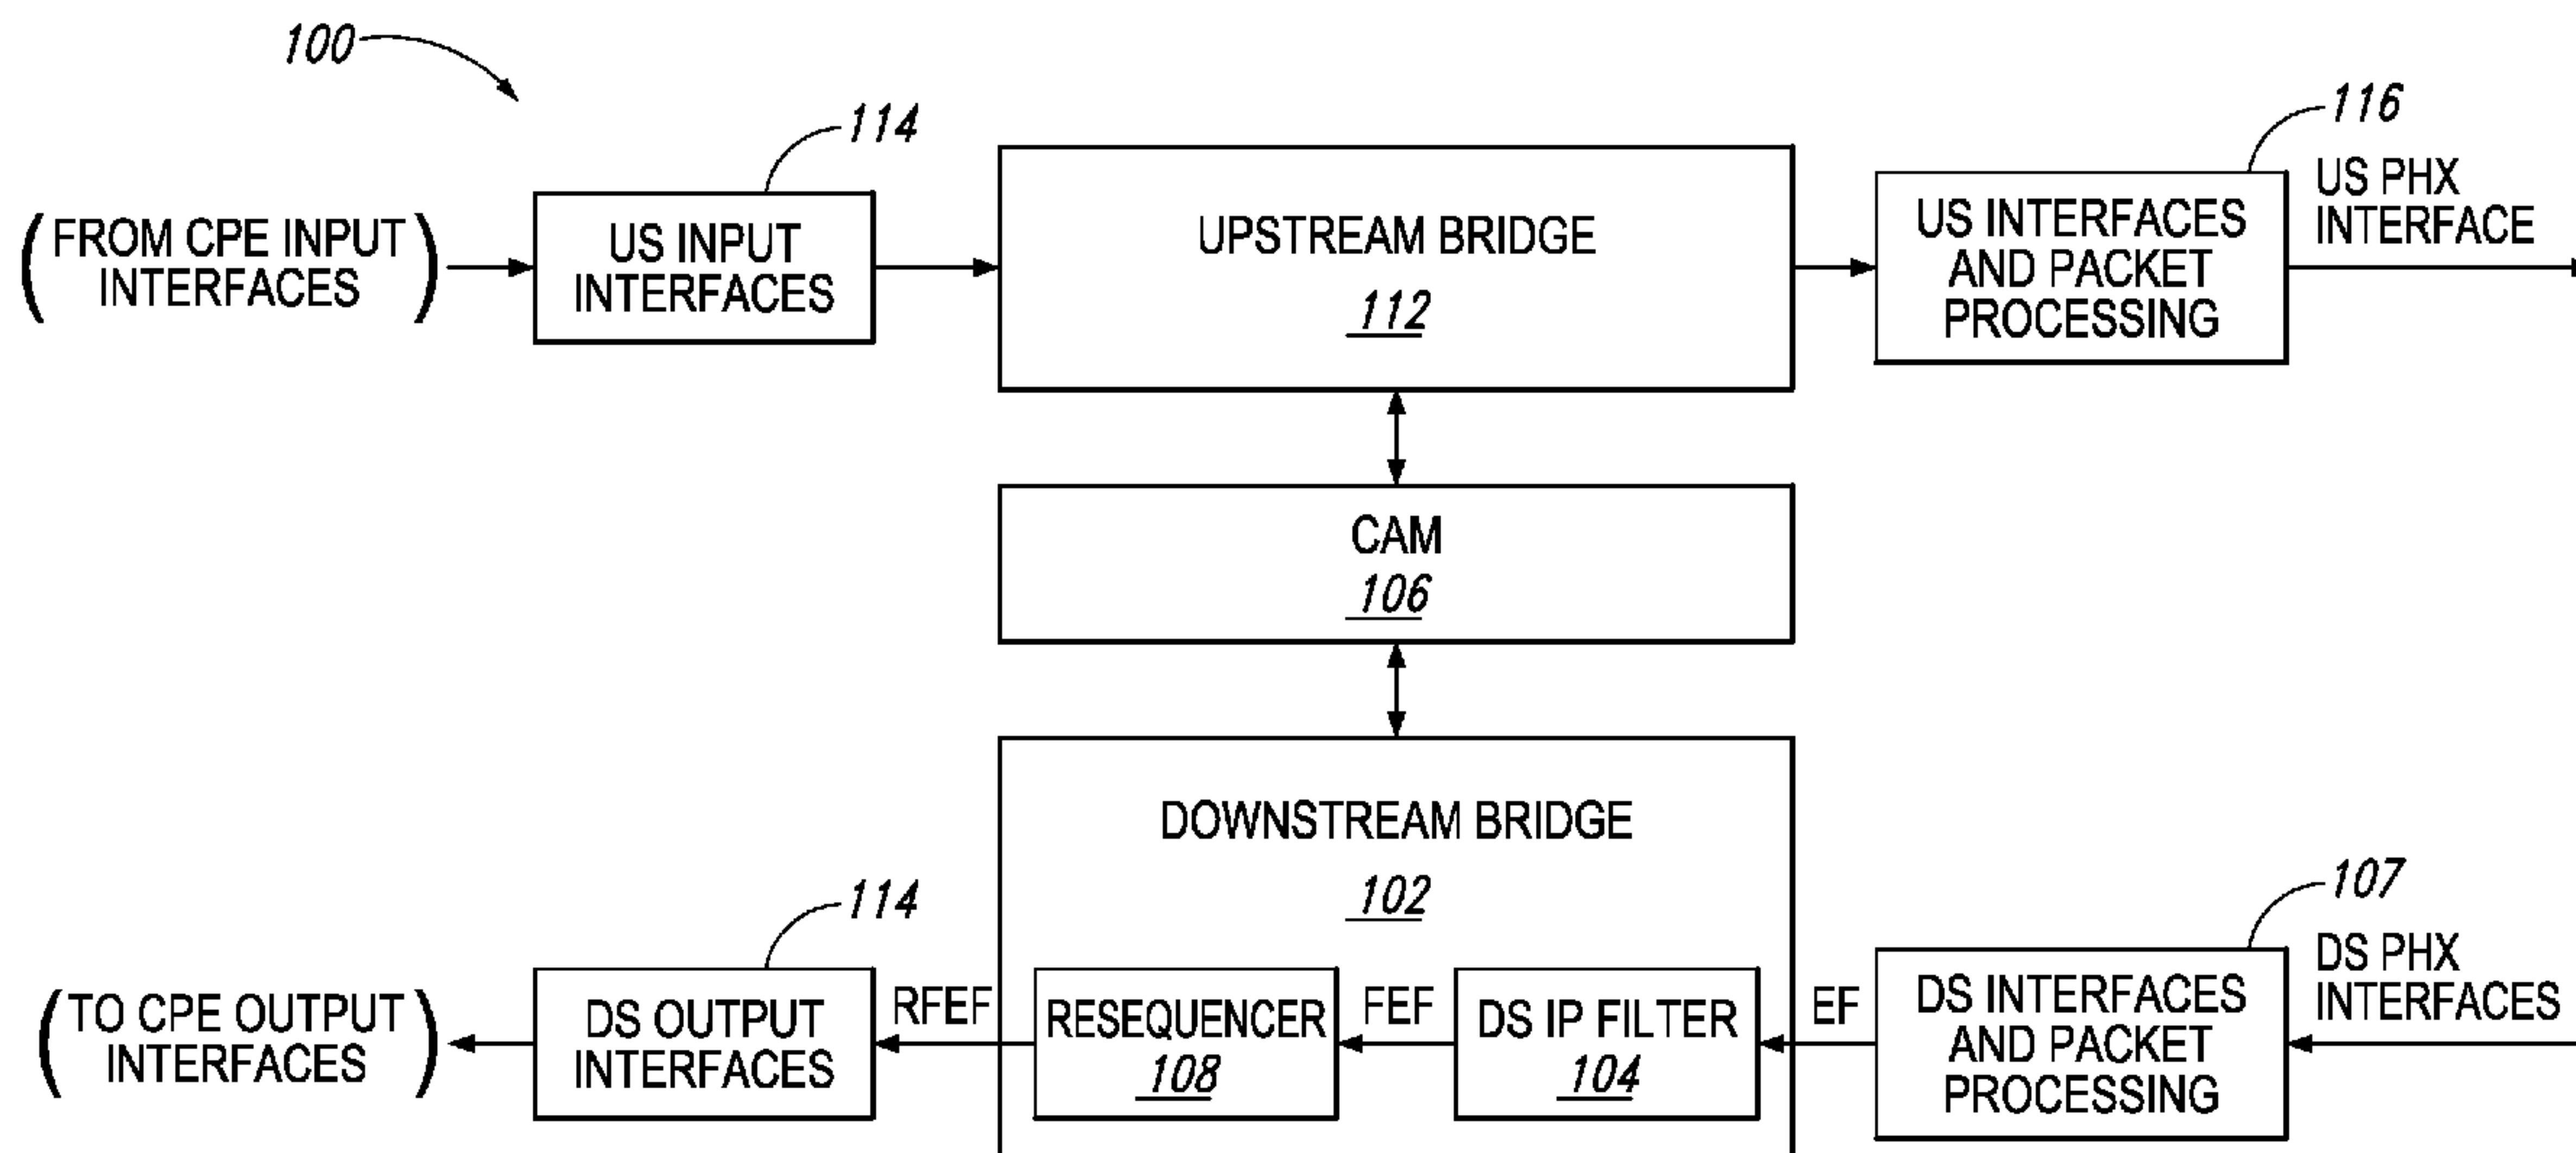 100
114
116
(FROM CPE INPUT
INTERFACES)
US INPUT
INTERFACES
UPSTREAM BRIDGE
112
US INTERFACES
AND PACKET
PROCESSING
US PHX
INTERFACE
CAM
106
DOWNSTREAM BRIDGE
102
114
107
(TO CPE OUTPUT
INTERFACES)
DS OUTPUT
INTERFACES
RFEF
RESEQUENCER
108
FEF
DS IP FILTER
104
EF
DS INTERFACES
AND PACKET
PROCESSING
DS PHX
INTERFACES